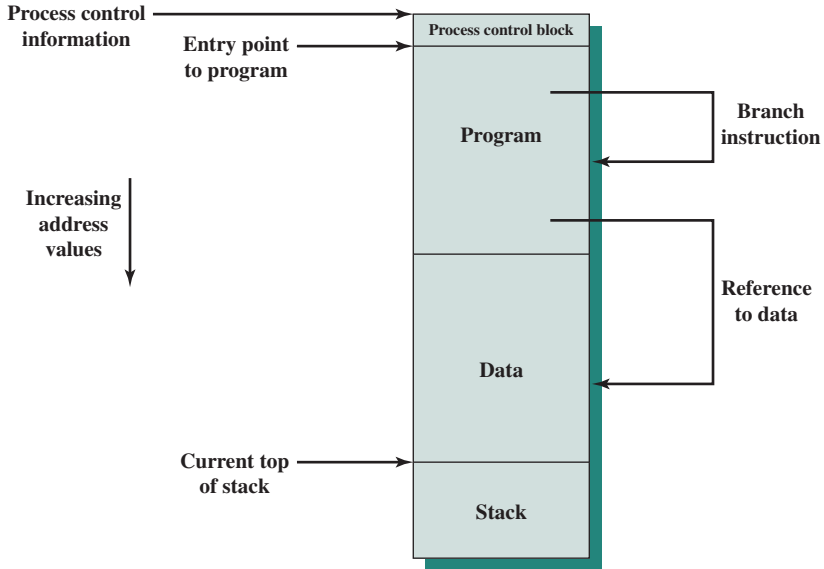 Process control
information
Process control block
Entry point
to program
Program
Branch
instruction
Increasing
address
values
Reference
to data
Data
Current top
of stack
Stack